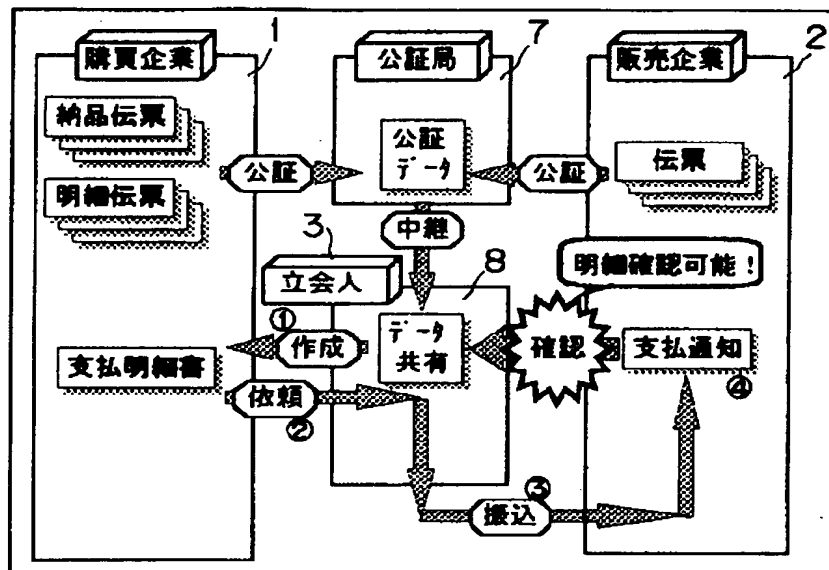 購買企業
1
公証局
7
販売企業
2
納品伝票
公証
データ
伝票
公証
公証
明細伝票
中継
3
立会人
8
明細確認可能!
①
作成
データ
共有
確認
支払通知
④
支払明細書
依頼
②
③
振込